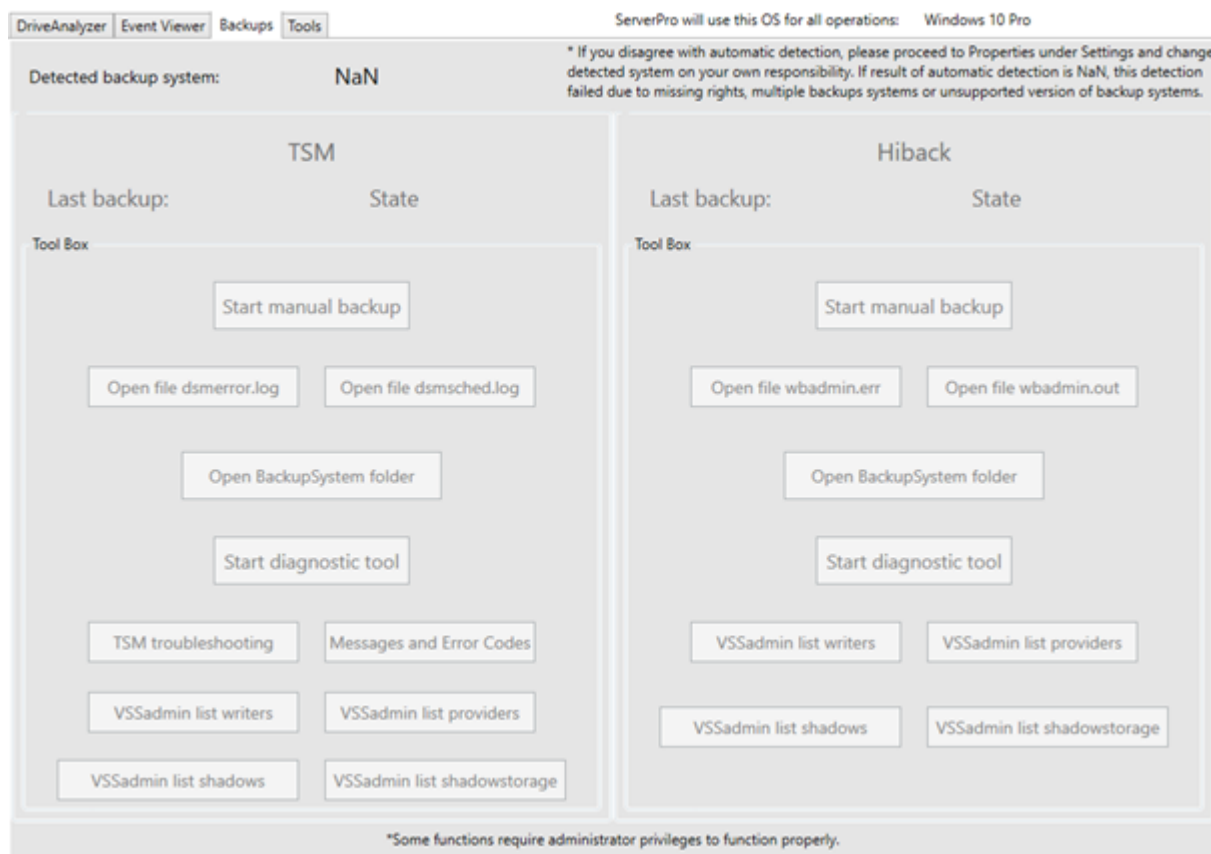 DriveAnalyzer Event Viewer Backups Tools
ServerPro will use this OS for all operations: Windows 10 Pro
Detected backup system: NaN
* If you disagree with automatic detection, please proceed to Properties under Settings and change
detected system on your own responsibility. If result of automatic detection is NaN, this detection
failed due to missing rights, multiple backups systems or unsupported version of backup systems.
TSM
Last backup: State
Tool Box
Start manual backup
Open file dsmerror.log Open file dsmsched.log
Open BackupSystem folder
Start diagnostic tool
TSM troubleshooting Messages and Error Codes
VSSadmin list writers VSSadmin list providers
VSSadmin list shadows VSSadmin list shadowstorage
Hiback
Last backup: State
Tool Box
Start manual backup
Open file wbadmin.err Open file wbadmin.out
Open BackupSystem folder
Start diagnostic tool
VSSadmin list writers VSSadmin list providers
VSSadmin list shadows VSSadmin list shadowstorage
*Some functions require administrator privileges to function properly.